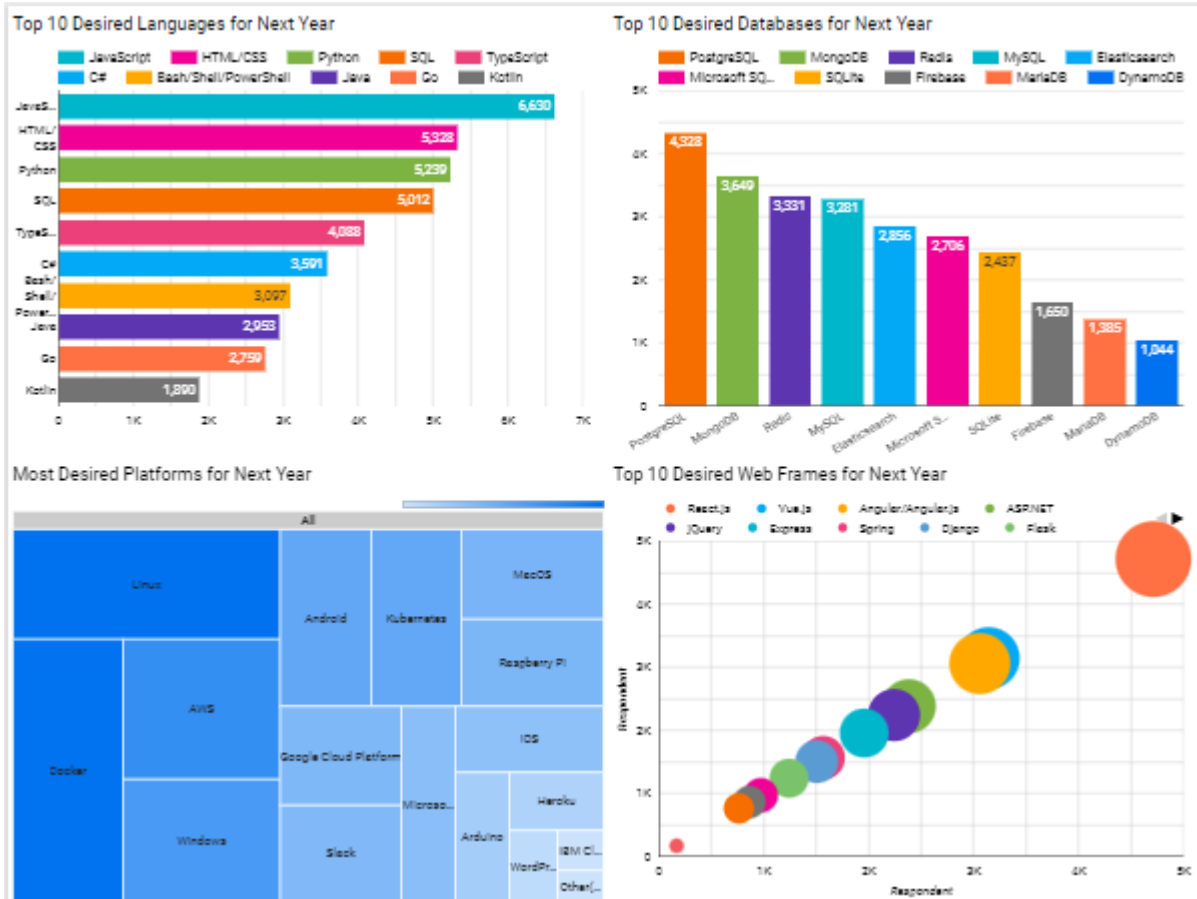 Top 10 Desired Languages for Next Year
JavaScript HTML/CSS Python SQL TypeScript
C# Bash/Shell/PowerShell Java Go Kotlin
JavaS...
6,630
HTML/
CSS
5,328
Python
5,239
SQL
5,012
TypeS...
4,088
C#
3,591
Bash/
Shell/
Power...
3,097
Java
2,953
Go
2,759
Kotlin
1,890
0 1K 2K 3K 4K 5K 6K 7K
Top 10 Desired Databases for Next Year
PostgreSQL MongoDB Redis MySQL Elasticsearch
Microsoft SQ... SQLite Firebase MariaDB DynamoDB
5K
4K
3K
2K
1K
0
4,328
3,649
3,331
3,281
2,856
2,706
2,437
1,650
1,385
1,044
PostgreSQL MongoDB Redis MySQL Elasticsearch Microsoft S... SQLite Firebase MariaDB DynamoDB
Most Desired Platforms for Next Year
All
Linux
Docker
AWS
Windows
Android
Kubernetes
MacOS
Raspberry Pi
Google Cloud Platform
Slack
Microso...
IOS
Arduino
Heroku
WordPr...
IBM Cl...
Other(...
Top 10 Desired Web Frames for Next Year
React.js Vue.js Angular/Angular.js ASP.NET
jQuery Express Spring Django Flask
5K
4K
3K
2K
1K
0
Respondent
0 1K 2K 3K 4K 5K
Respondent